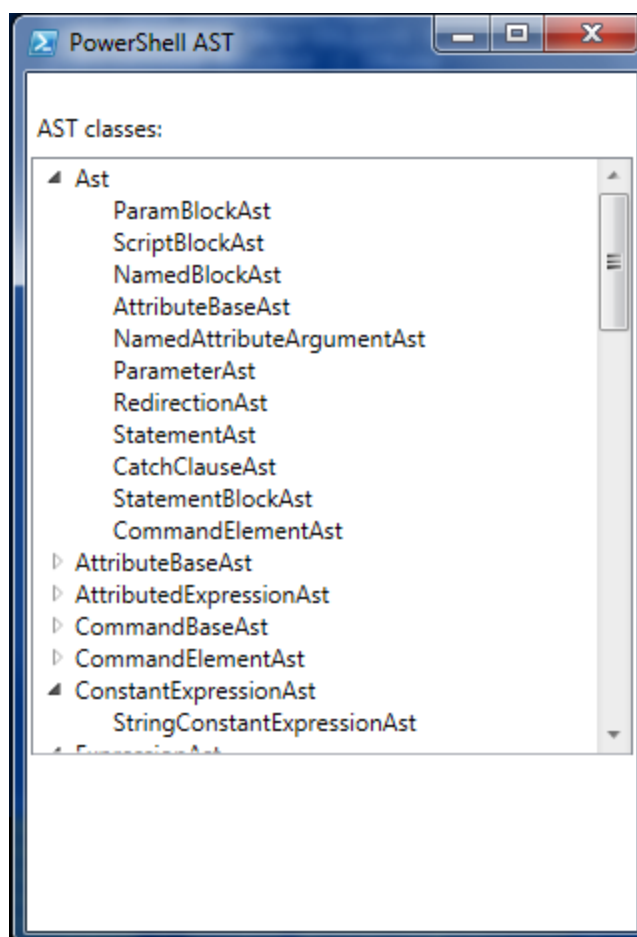 PowerShell AST
AST classes:
Ast
ParamBlockAst
ScriptBlockAst
NamedBlockAst
AttributeBaseAst
NamedAttributeArgumentAst
ParameterAst
RedirectionAst
StatementAst
CatchClauseAst
StatementBlockAst
CommandElementAst
AttributeBaseAst
AttributedExpressionAst
CommandBaseAst
CommandElementAst
ConstantExpressionAst
StringConstantExpressionAst
ExpressionAst